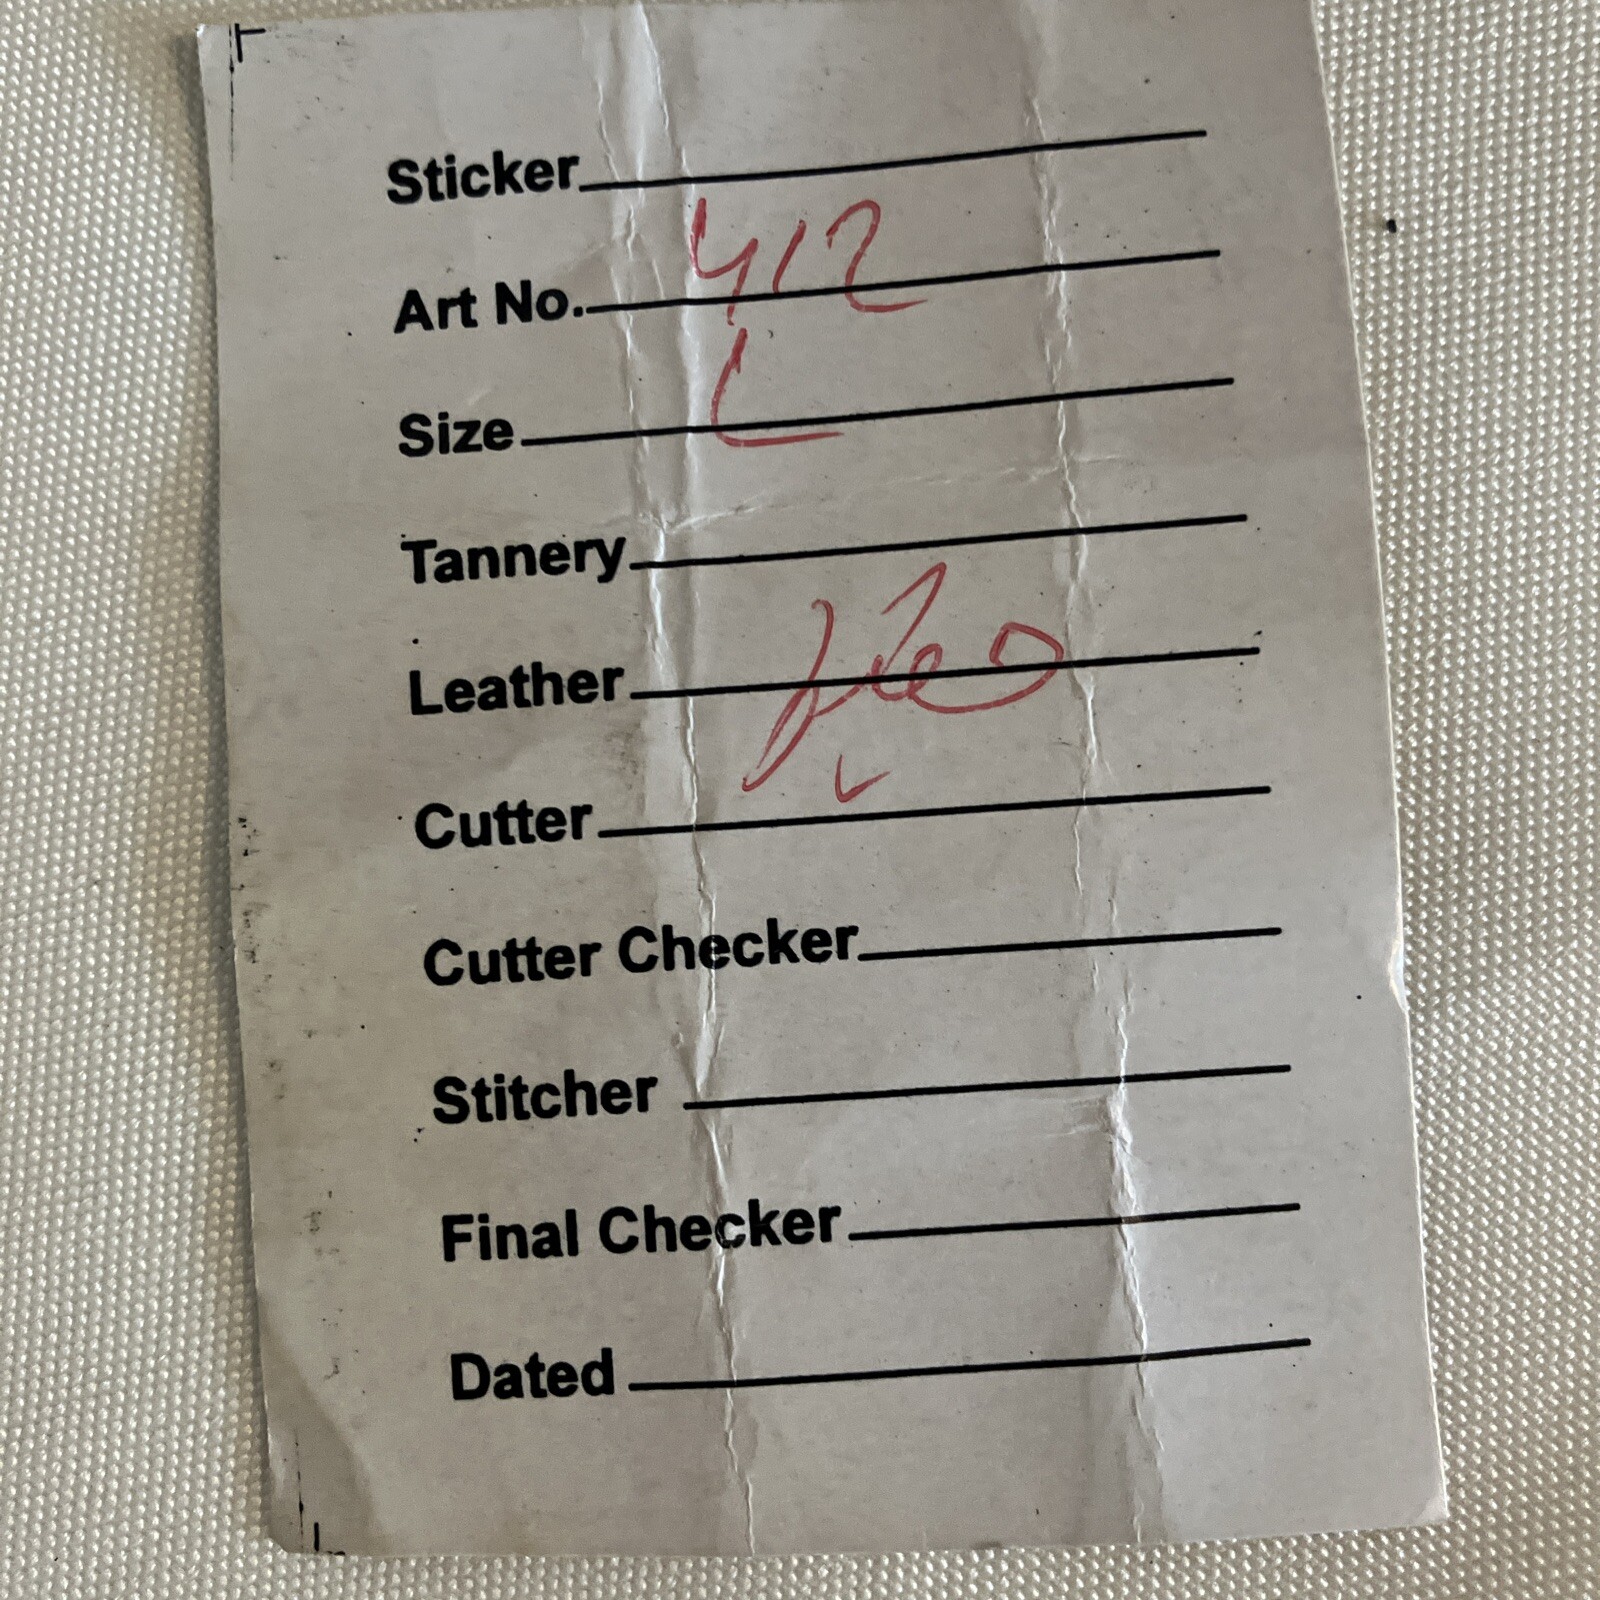 Sticker
Art No. 412
Size L
Tannery
Leather
Cutter
Cutter Checker
Stitcher
Final Checker
Dated